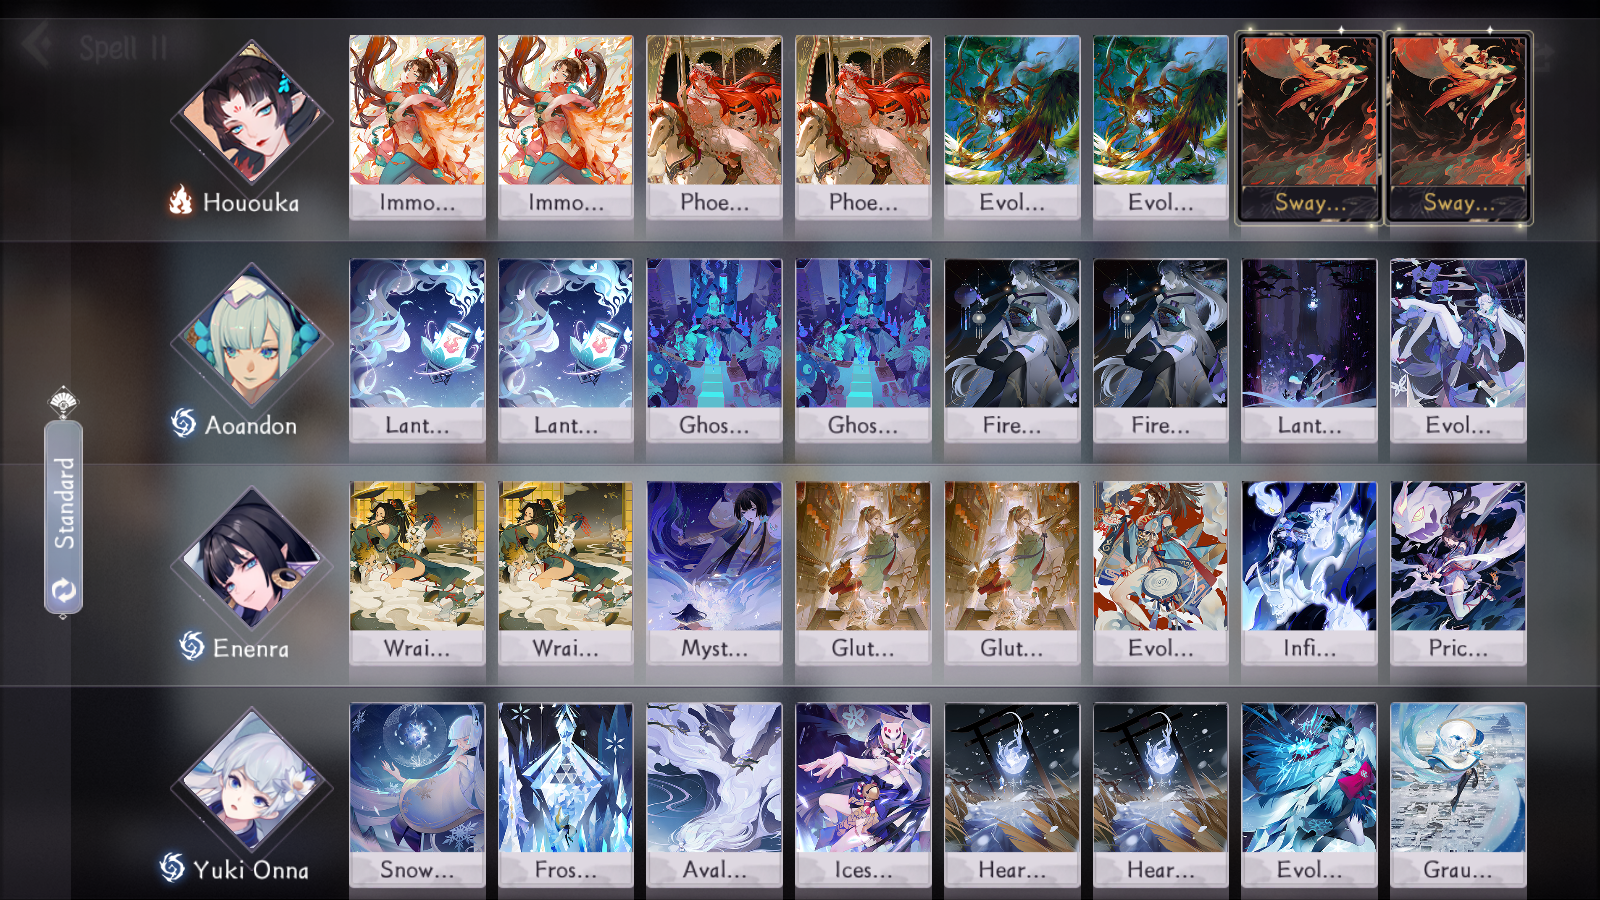 Spell II
Immo...
Immo...
Phoe...
Phoe...
Evol...
Evol...
Sway...
Sway...
Hououka
Lant...
Lant...
Ghos...
Ghos...
Fire...
Fire...
Lant...
Evol...
Aoandon
Standard
Wrai...
Wrai...
Myst...
Glut...
Glut...
Evol...
Infi...
Pric...
Enenra
Snow...
Fros...
Aval...
Ices...
Hear...
Hear...
Evol...
Grau...
Yuki Onna